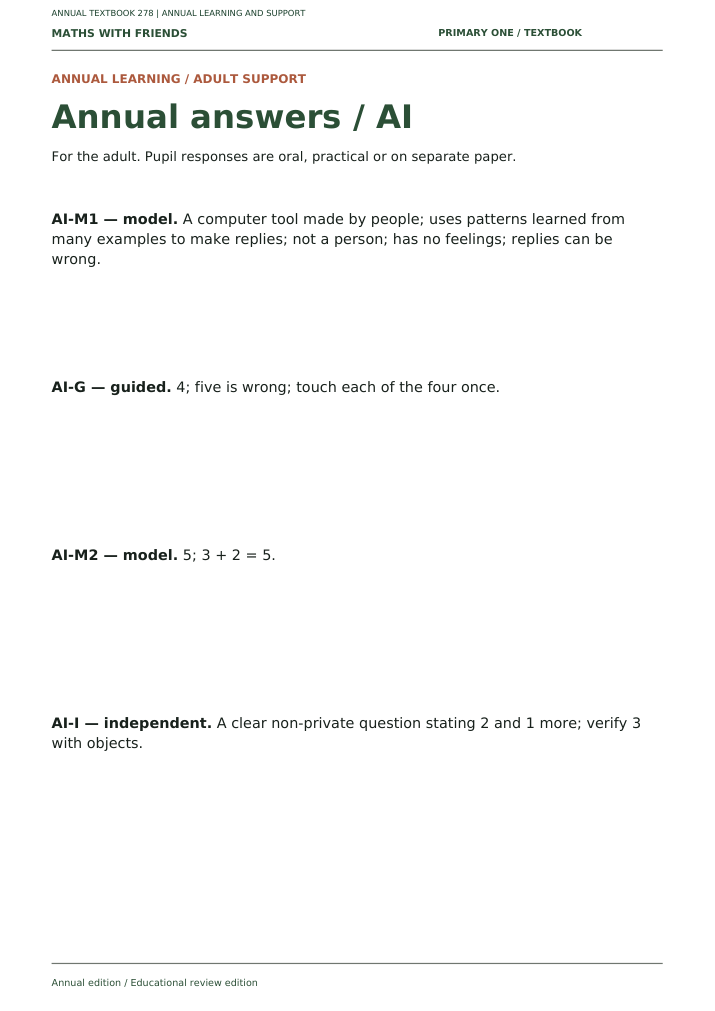 ANNUAL TEXTBOOK 278 | ANNUAL LEARNING AND SUPPORT
MATHS WITH FRIENDS
PRIMARY ONE / TEXTBOOK
ANNUAL LEARNING / ADULT SUPPORT
Annual answers / AI
For the adult. Pupil responses are oral, practical or on separate paper.
AI-M1 — model. A computer tool made by people; uses patterns learned from
many examples to make replies; not a person; has no feelings; replies can be
wrong.
AI-G — guided. 4; five is wrong; touch each of the four once.
AI-M2 — model. 5; 3 + 2 = 5.
AI-I — independent. A clear non-private question stating 2 and 1 more; verify 3
with objects.
Annual edition / Educational review edition